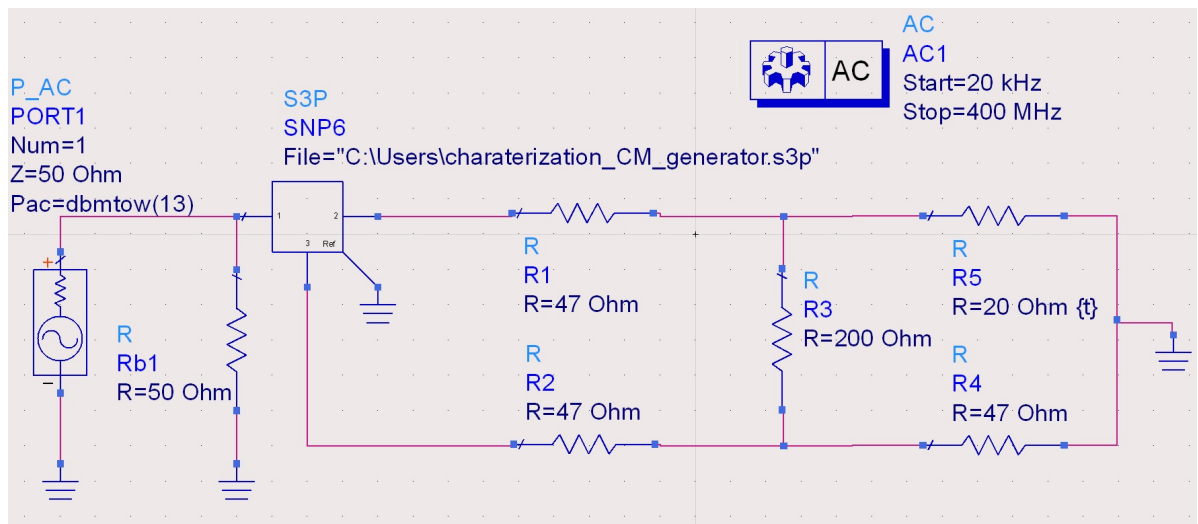 AC
AC
AC1
Start=20 kHz
Stop=400 MHz
P_AC
PORT1
Num=1
Z=50 Ohm
Pac=dbmtow(13)
S3P
SNP6
File="C:\Users\charaterization_CM_generator.s3p"
1
2
3
Ref
+
−
R
Rb1
R=50 Ohm
R
R1
R=47 Ohm
R
R2
R=47 Ohm
R
R3
R=200 Ohm
R
R5
R=20 Ohm {t}
R
R4
R=47 Ohm